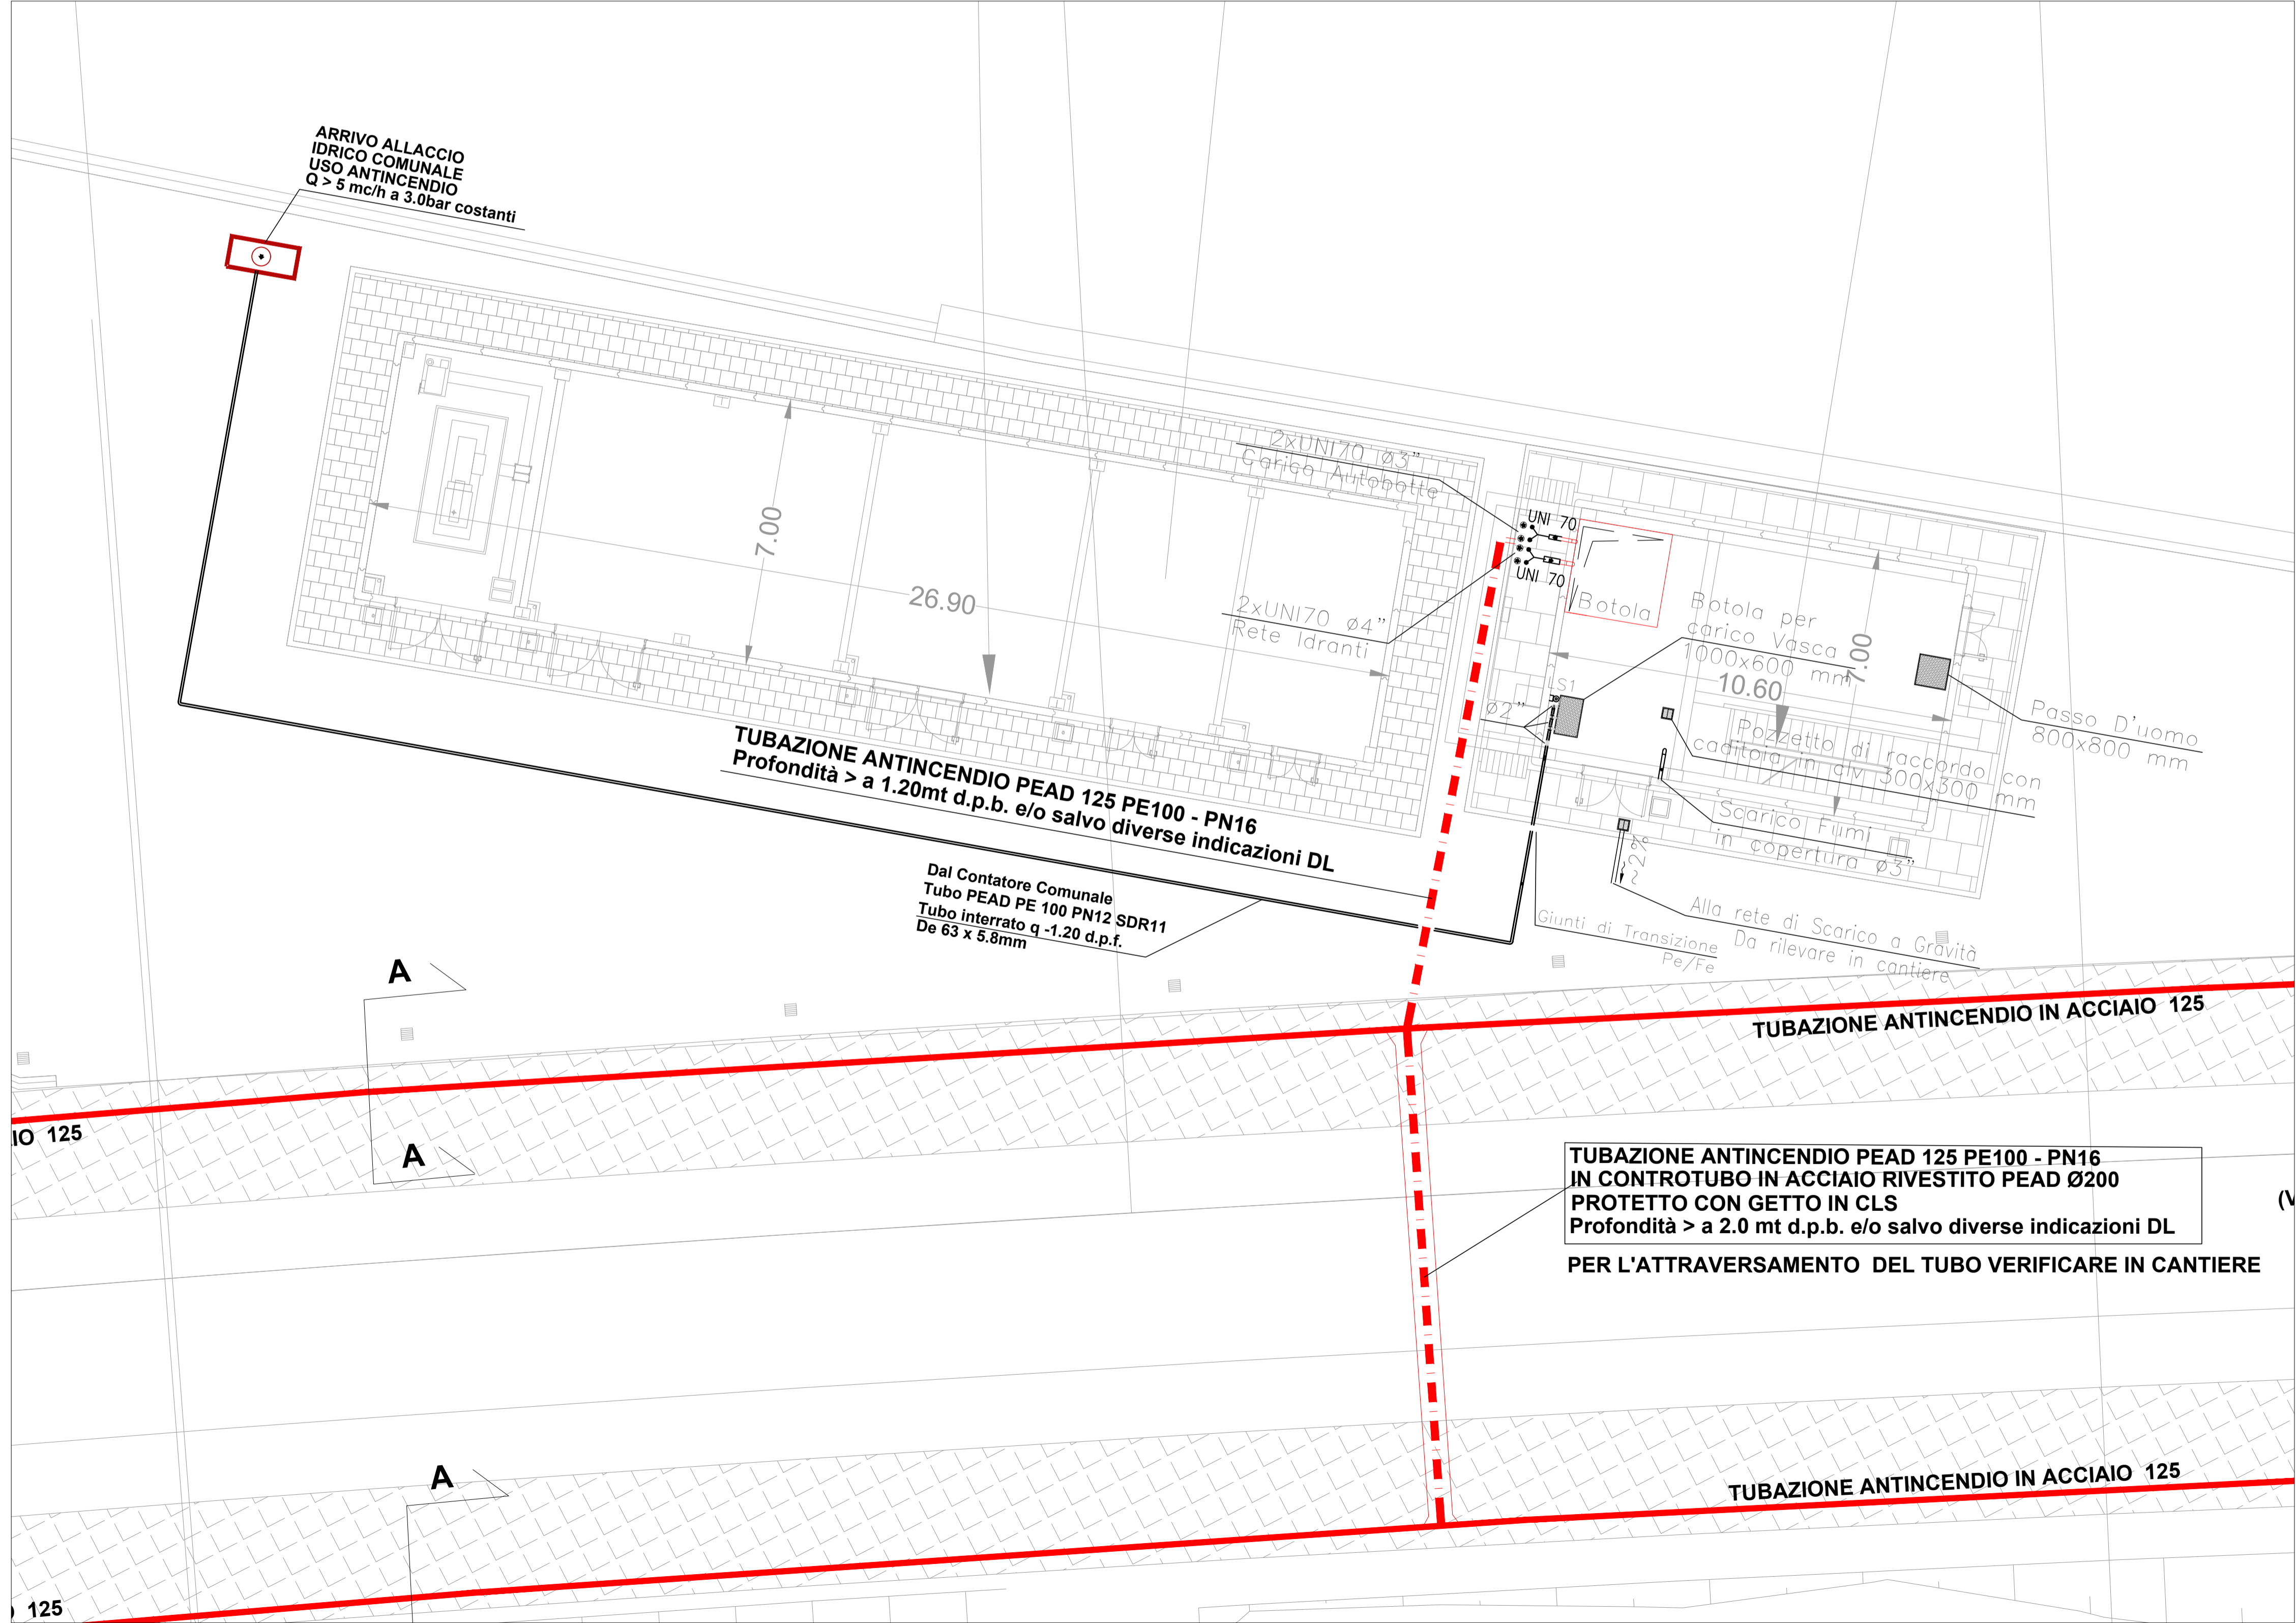 ARRIVO ALLACCIO
IDRICO COMUNALE
USO ANTINCENDIO
Q > 5 mc/h a 3.0bar costanti
2xUNI70 ø3"
Carico Autobotte
UNI 70
UNI 70
7.00
26.90
2xUNI70 ø4"
Rete Idranti
Botola
Botola per
carico Vasca
1000x600 mm
7.00
10.60
LS1
ø2"
Passo D'uomo
800x800 mm
Pozzetto di raccordo con
caditoia in clv 300x300 mm
Scarico Fumi
in copertura ø3"
2%
TUBAZIONE ANTINCENDIO PEAD 125 PE100 - PN16
Profondità > a 1.20mt d.p.b. e/o salvo diverse indicazioni DL
Dal Contatore Comunale
Tubo PEAD PE 100 PN12 SDR11
Tubo interrato q -1.20 d.p.f.
De 63 x 5.8mm
Giunti di Transizione
Pe/Fe
Alla rete di Scarico a Gravità
Da rilevare in cantiere
A
TUBAZIONE ANTINCENDIO IN ACCIAIO 125
IO 125
A
TUBAZIONE ANTINCENDIO PEAD 125 PE100 - PN16
IN CONTROTUBO IN ACCIAIO RIVESTITO PEAD Ø200
PROTETTO CON GETTO IN CLS
Profondità > a 2.0 mt d.p.b. e/o salvo diverse indicazioni DL
(V
PER L'ATTRAVERSAMENTO DEL TUBO VERIFICARE IN CANTIERE
A
TUBAZIONE ANTINCENDIO IN ACCIAIO 125
125